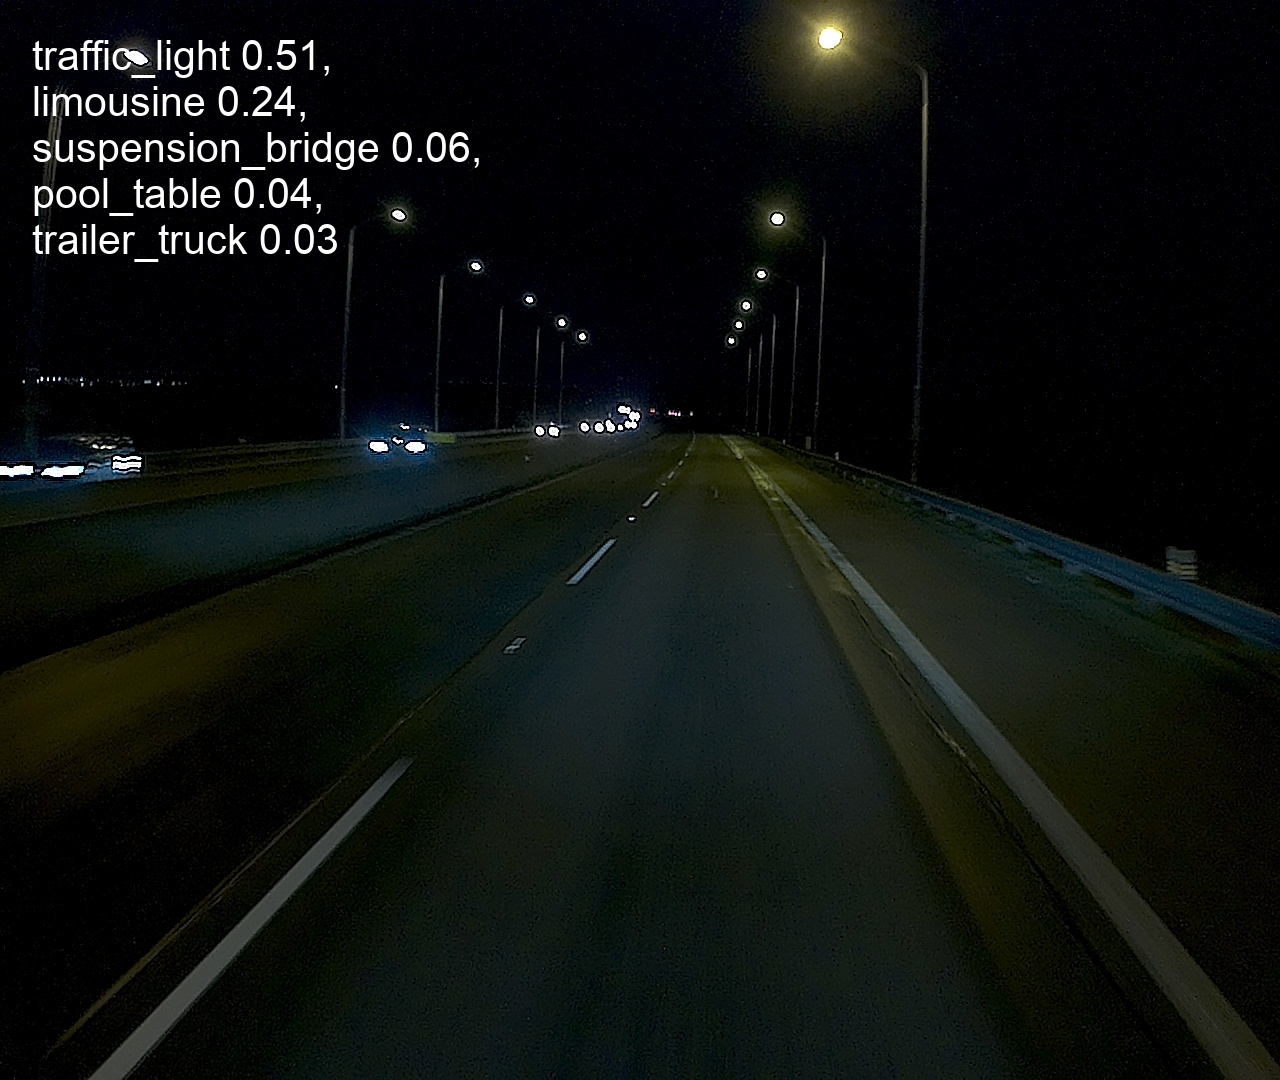 traffic_light 0.51,
limousine 0.24,
suspension_bridge 0.06,
pool_table 0.04,
trailer_truck 0.03